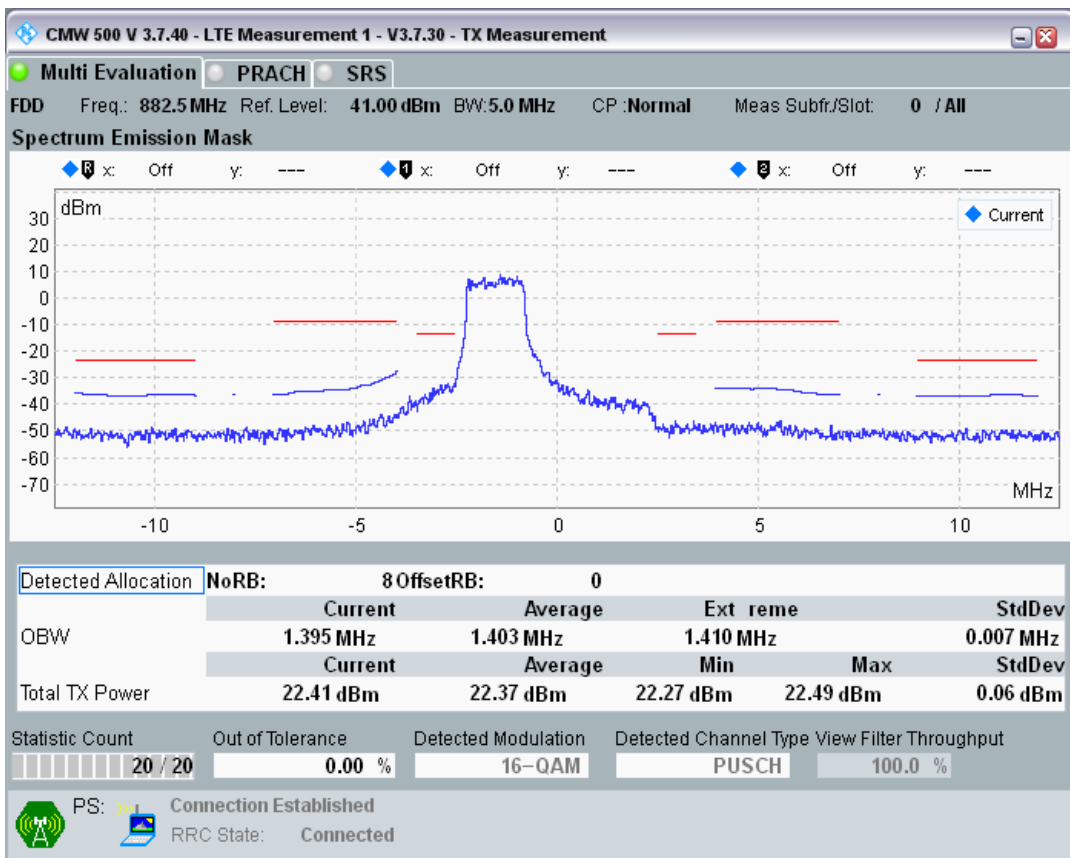 CMW 500 V 3.7.40 - LTE Measurement 1 - V3.7.30 - TX Measurement
Multi Evaluation PRACH SRS
FDD Freq.: 882.5 MHz Ref. Level: 41.00 dBm BW: 5.0 MHz CP :Normal Meas Subfr./Slot: 0 / All
Spectrum Emission Mask
R x: Off y: --- 1 x: Off y: --- 2 x: Off y: ---
dBm
Current
30
20
10
0
-10
-20
-30
-40
-50
-60
-70
MHz
-10 -5 0 5 10
Detected Allocation NoRB: 8 OffsetRB: 0
Current Average Ext reme StdDev
OBW 1.395 MHz 1.403 MHz 1.410 MHz 0.007 MHz
Current Average Min Max StdDev
Total TX Power 22.41 dBm 22.37 dBm 22.27 dBm 22.49 dBm 0.06 dBm
Statistic Count Out of Tolerance Detected Modulation Detected Channel Type View Filter Throughput
20 / 20 0.00 % 16-QAM PUSCH 100.0 %
PS: Connection Established
RRC State: Connected